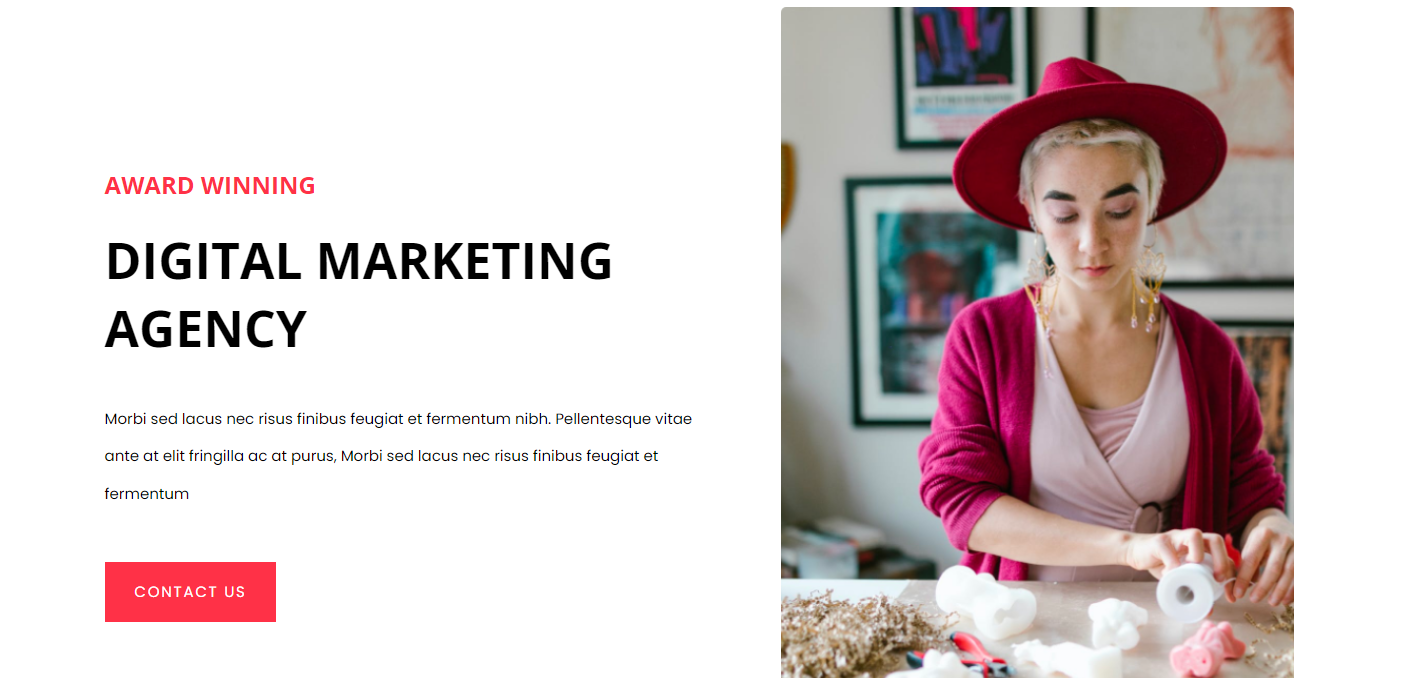 AWARD WINNING
DIGITAL MARKETING
AGENCY
Morbi sed lacus nec risus finibus feugiat et fermentum nibh. Pellentesque vitae
ante at elit fringilla ac at purus, Morbi sed lacus nec risus finibus feugiat et
fermentum
CONTACT US